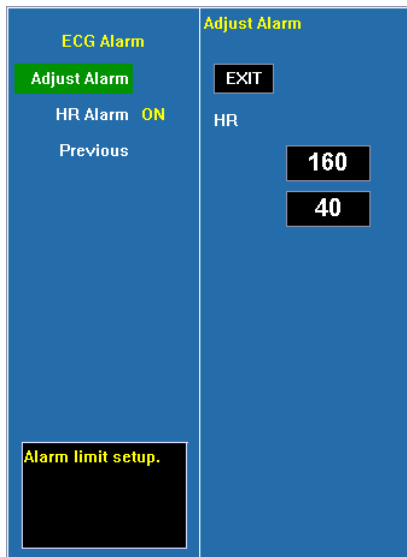 ECG Alarm
Adjust Alarm
HR Alarm ON
Previous
Alarm limit setup.
Adjust Alarm
EXIT
HR
160
40